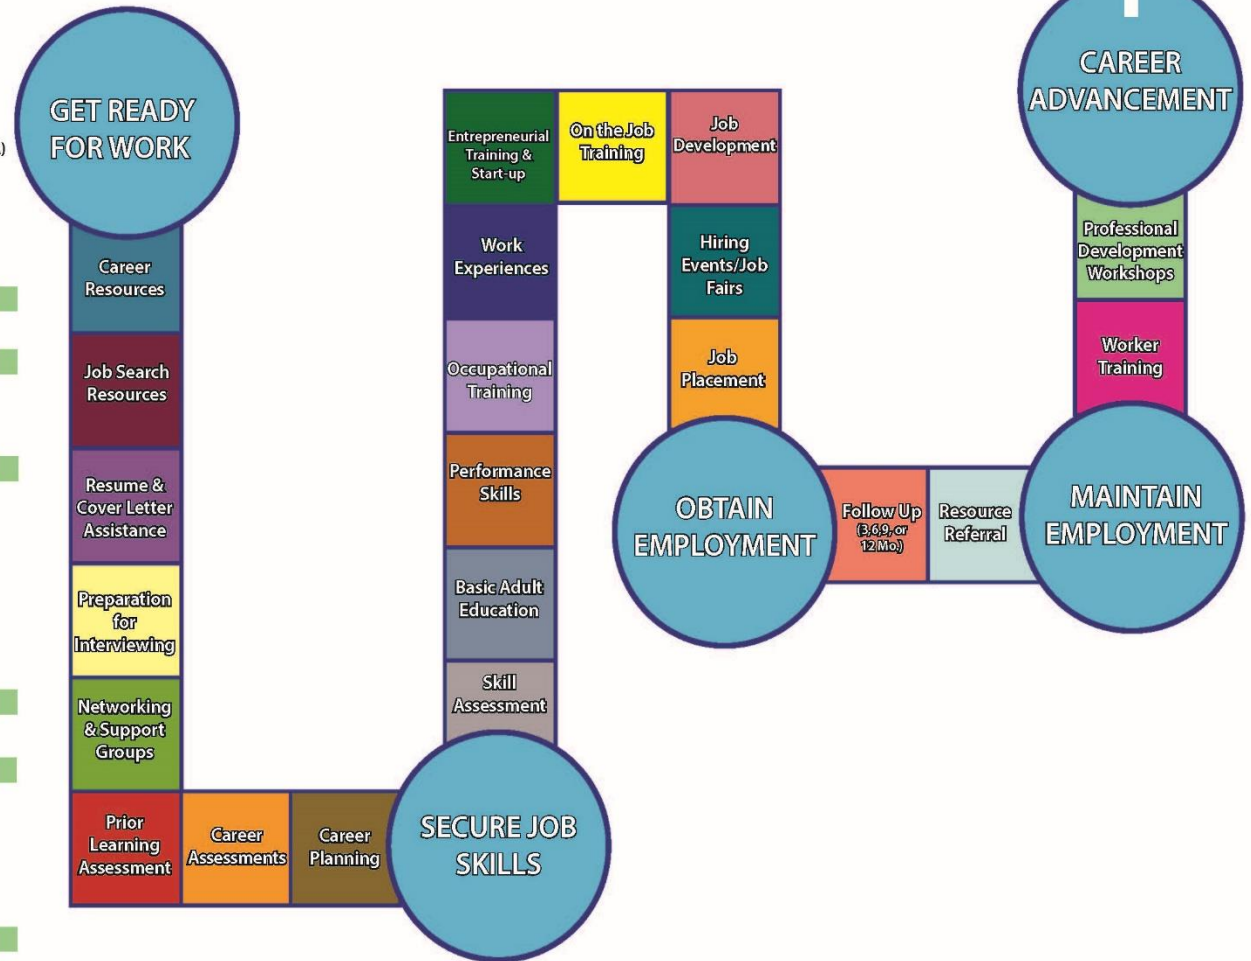 GET READY
FOR WORK
Career
Resources
Job Search
Resources
Resume &
Cover Letter
Assistance
Preparation
for
Interviewing
Networking
& Support
Groups
Prior
Learning
Assessment
Career
Assessments
Career
Planning
SECURE JOB
SKILLS
Skill
Assessment
Basic Adult
Education
Performance
Skills
Occupational
Training
Work
Experiences
Entrepreneurial
Training &
Start-up
On the Job
Training
Job
Development
Hiring
Events/Job
Fairs
Job
Placement
OBTAIN
EMPLOYMENT
Follow Up
(3,6,9, or
12 Mo.)
Resource
Referral
MAINTAIN
EMPLOYMENT
Worker
Training
Professional
Development
Workshops
CAREER
ADVANCEMENT